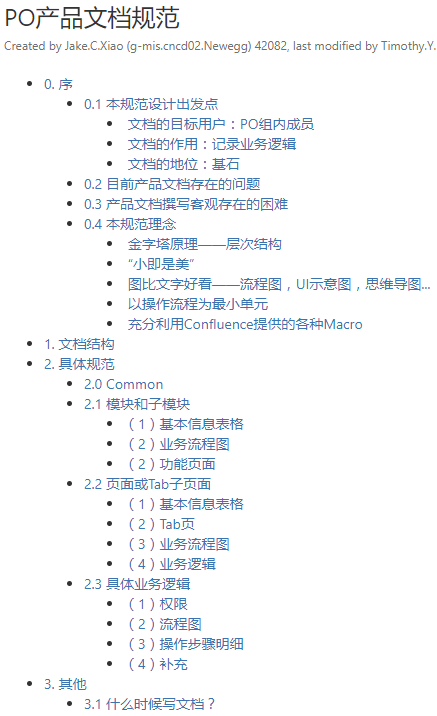 PO产品文档规范
Created by Jake.C.Xiao (g-mis.cncd02.Newegg) 42082, last modified by Timothy.Y.
0. 序
0.1 本规范设计出发点
文档的目标用户：PO组内成员
文档的作用：记录业务逻辑
文档的地位：基石
0.2 目前产品文档存在的问题
0.3 产品文档撰写客观存在的困难
0.4 本规范理念
金字塔原理——层次结构
“小即是美”
图比文字好看——流程图，UI示意图，思维导图...
以操作流程为最小单元
充分利用Confluence提供的各种Macro
1. 文档结构
2. 具体规范
2.0 Common
2.1 模块和子模块
（1）基本信息表格
（2）业务流程图
（2）功能页面
2.2 页面或Tab子页面
（1）基本信息表格
（2）Tab页
（3）业务流程图
（4）业务逻辑
2.3 具体业务逻辑
（1）权限
（2）流程图
（3）操作步骤明细
（4）补充
3. 其他
3.1 什么时候写文档？